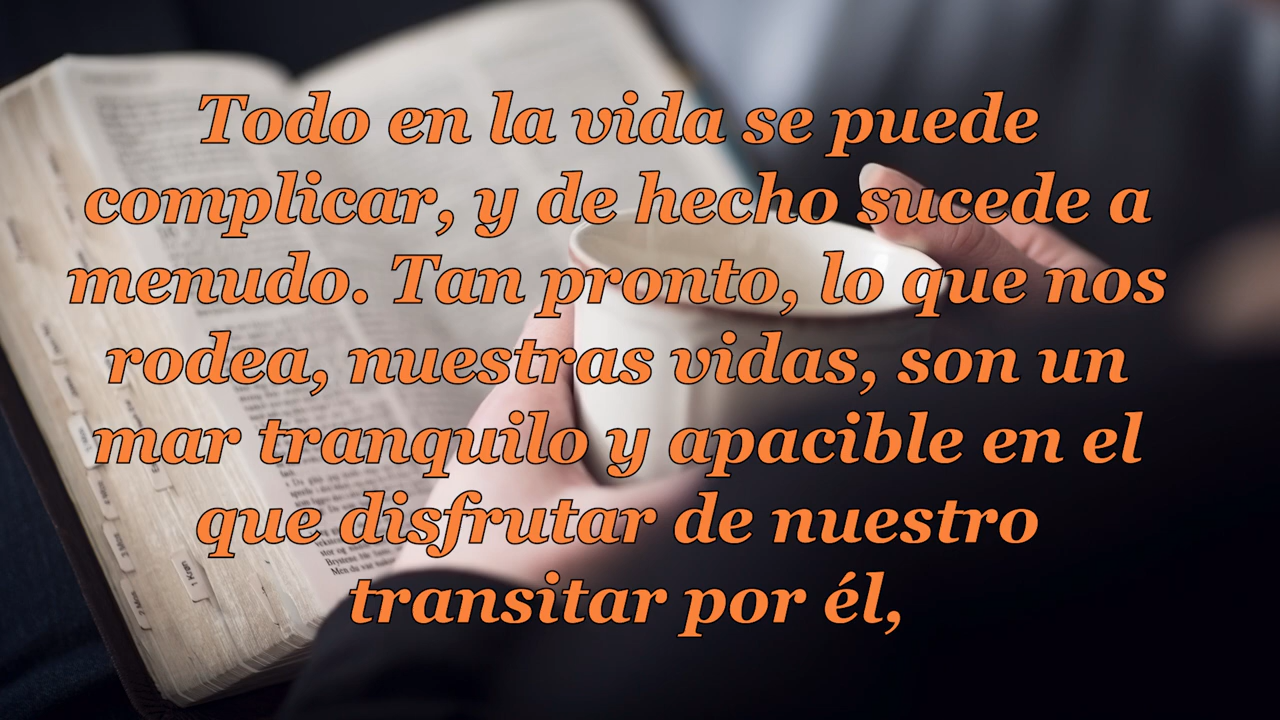 Todo en la vida se puede
complicar, y de hecho sucede a
menudo. Tan pronto, lo que nos
rodea, nuestras vidas, son un
mar tranquilo y apacible en el
que disfrutar de nuestro
transitar por él,